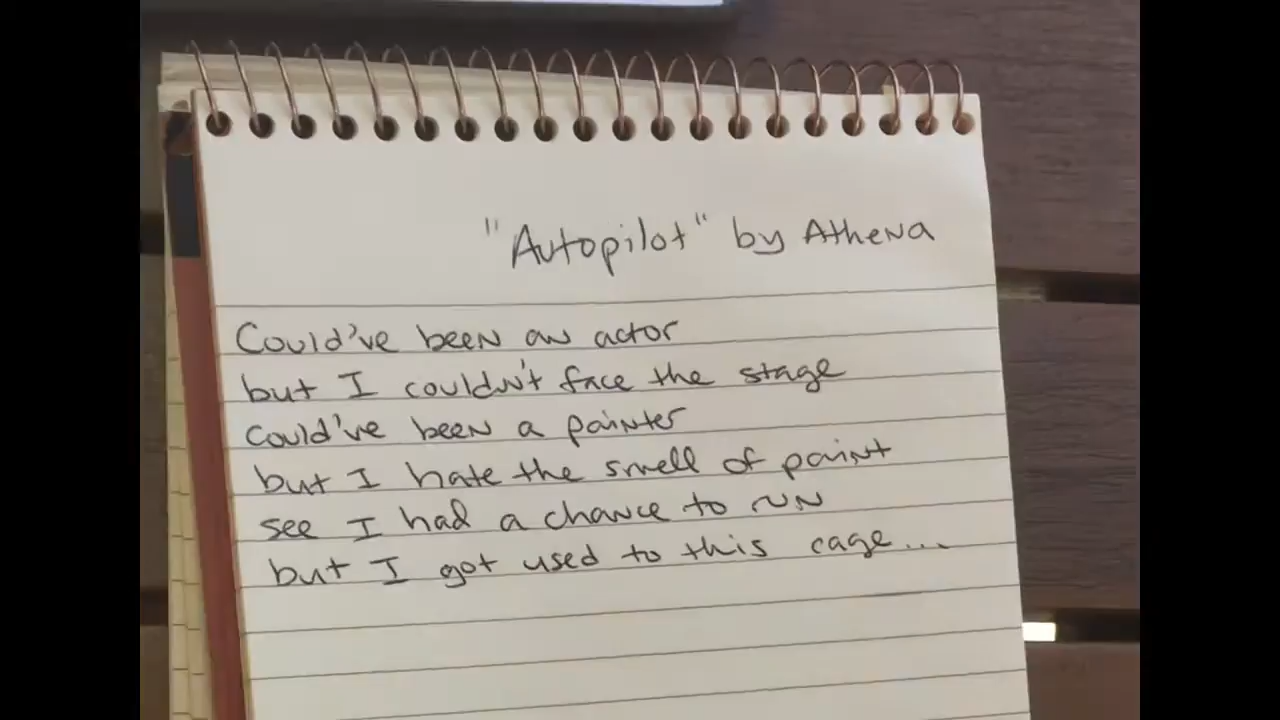 "Autopilot" by Athena
Could've been an actor
but I couldn't face the stage
could've been a painter
but I hate the smell of paint
see I had a chance to run
but I got used to this cage...